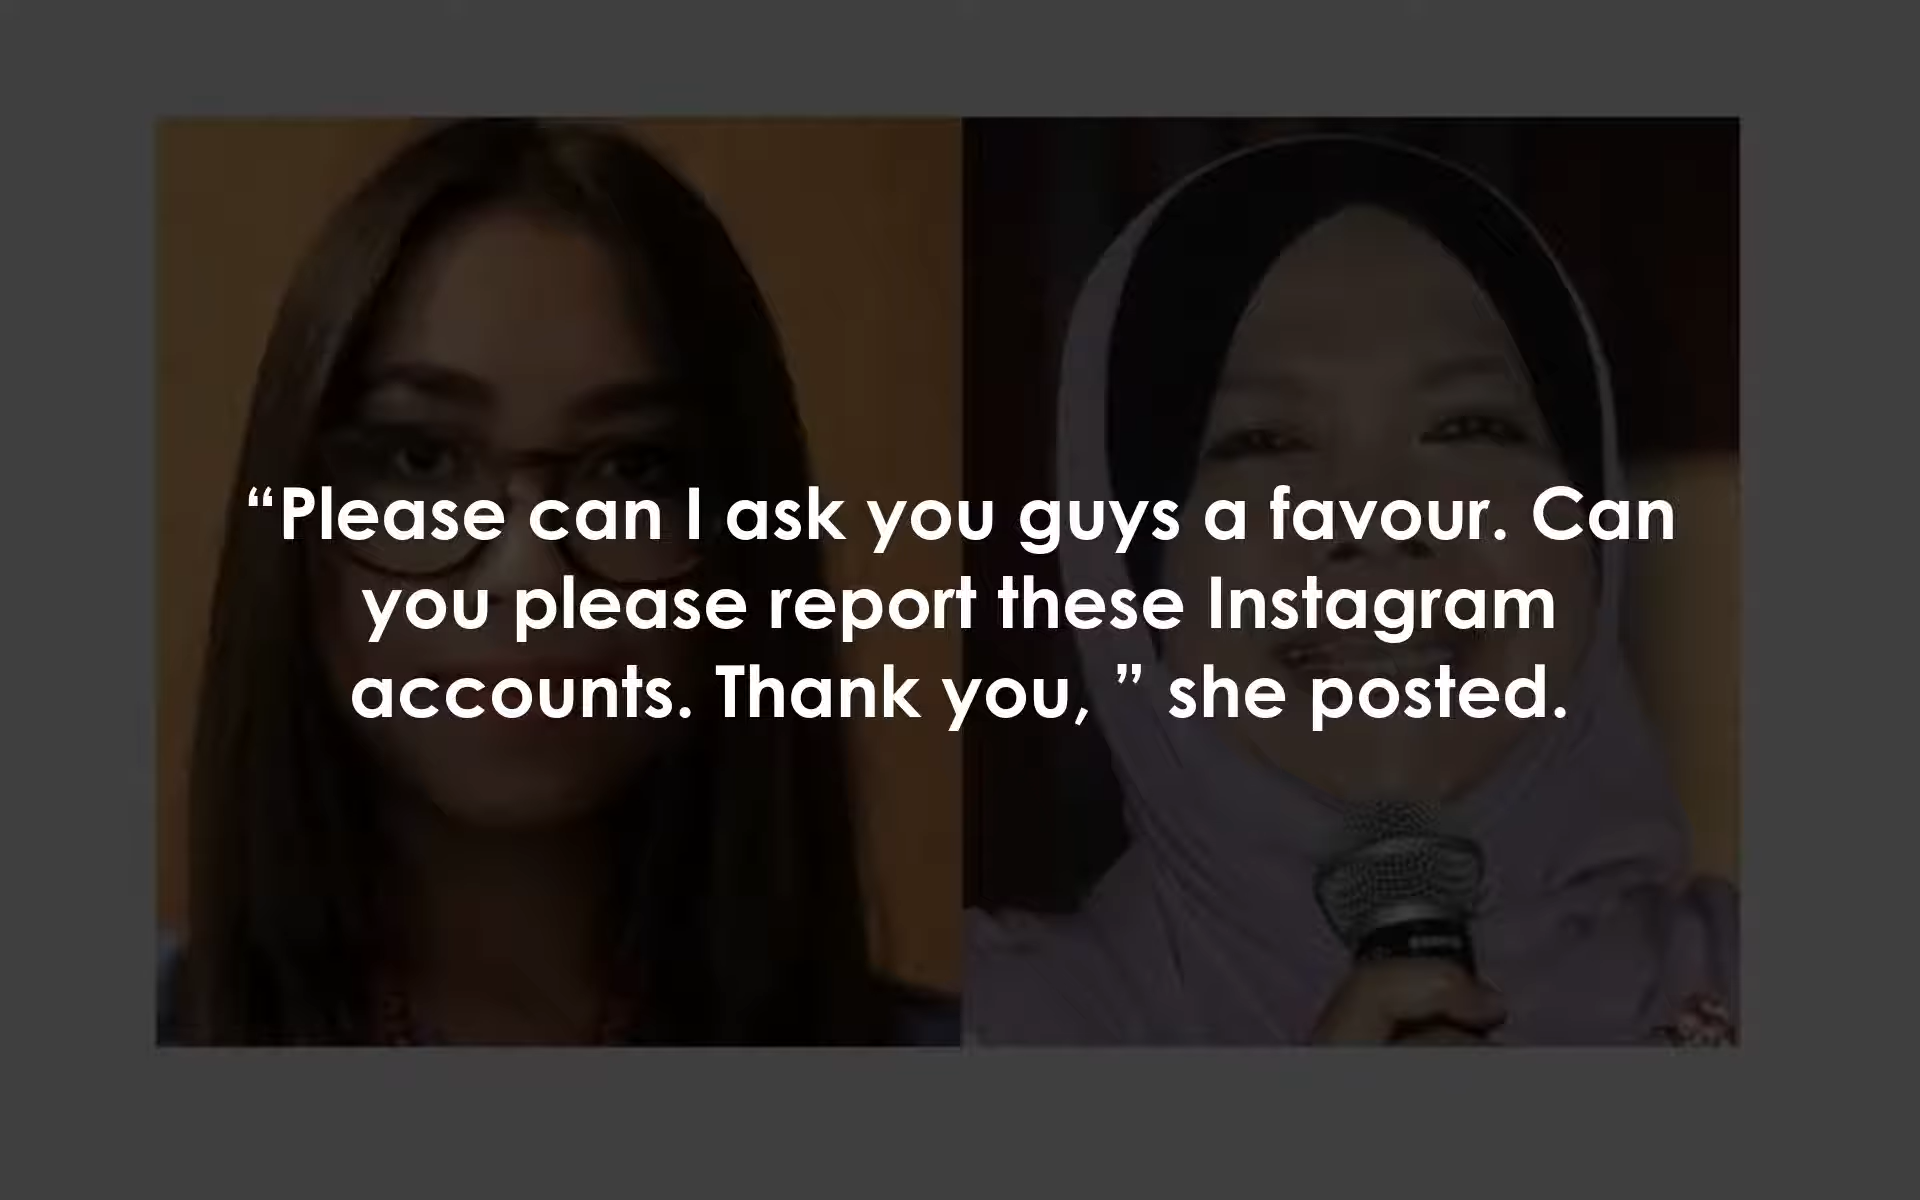 “Please can I ask you guys a favour. Can
you please report these Instagram
accounts. Thank you, ” she posted.